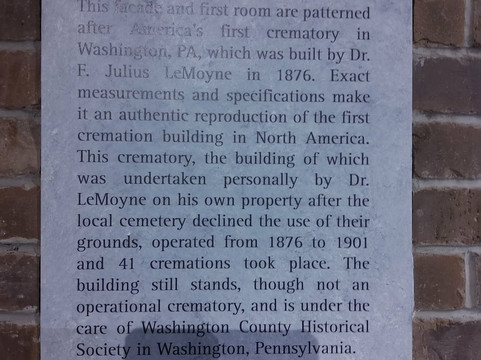 This facade and first room are patterned
after America's first crematory in
Washington, PA, which was built by Dr.
F. Julius LeMoyne in 1876. Exact
measurements and specifications make
it an authentic reproduction of the first
cremation building in North America.
This crematory, the building of which
was undertaken personally by Dr.
LeMoyne on his own property after the
local cemetery declined the use of their
grounds, operated from 1876 to 1901
and 41 cremations took place. The
building still stands, though not an
operational crematory, and is under the
care of Washington County Historical
Society in Washington, Pennsylvania.